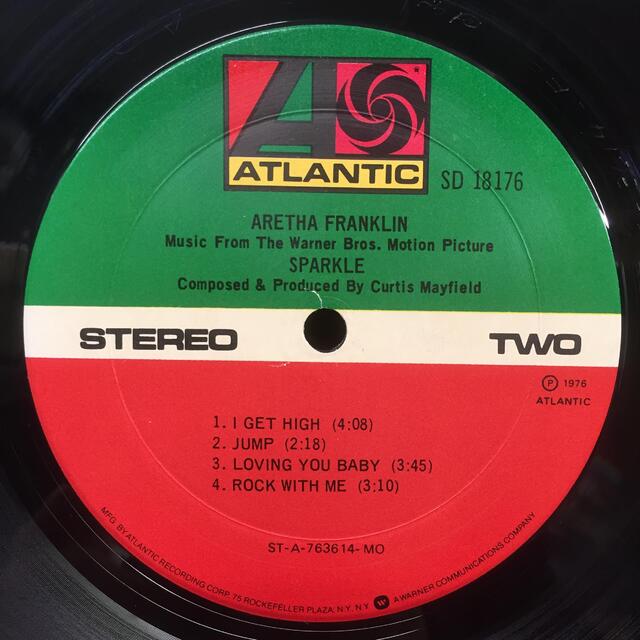 ATLANTIC
SD 18176
ARETHA FRANKLIN
Music From The Warner Bros. Motion Picture
SPARKLE
Composed & Produced By Curtis Mayfield
STEREO TWO
Ⓟ 1976
ATLANTIC
1. I GET HIGH (4:08)
2. JUMP (2:18)
3. LOVING YOU BABY (3:45)
4. ROCK WITH ME (3:10)
ST-A-763614-MO
MFG. BY ATLANTIC RECORDING CORP. 75 ROCKEFELLER PLAZA, N.Y. N.Y. A WARNER COMMUNICATIONS COMPANY